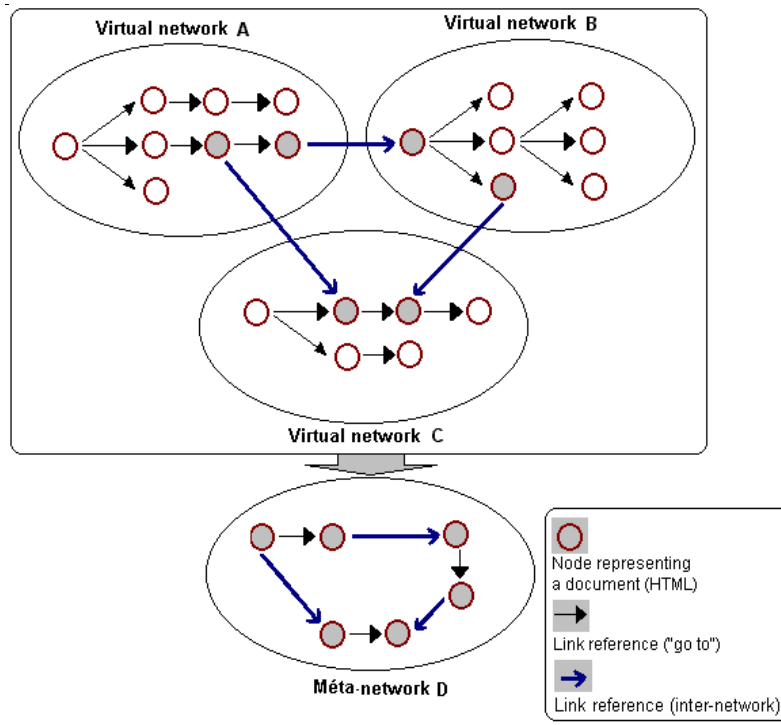 Virtual network A
Virtual network B
Virtual network C
Méta-network D
Node representing
a document (HTML)
Link reference ("go to")
Link reference (inter-network)